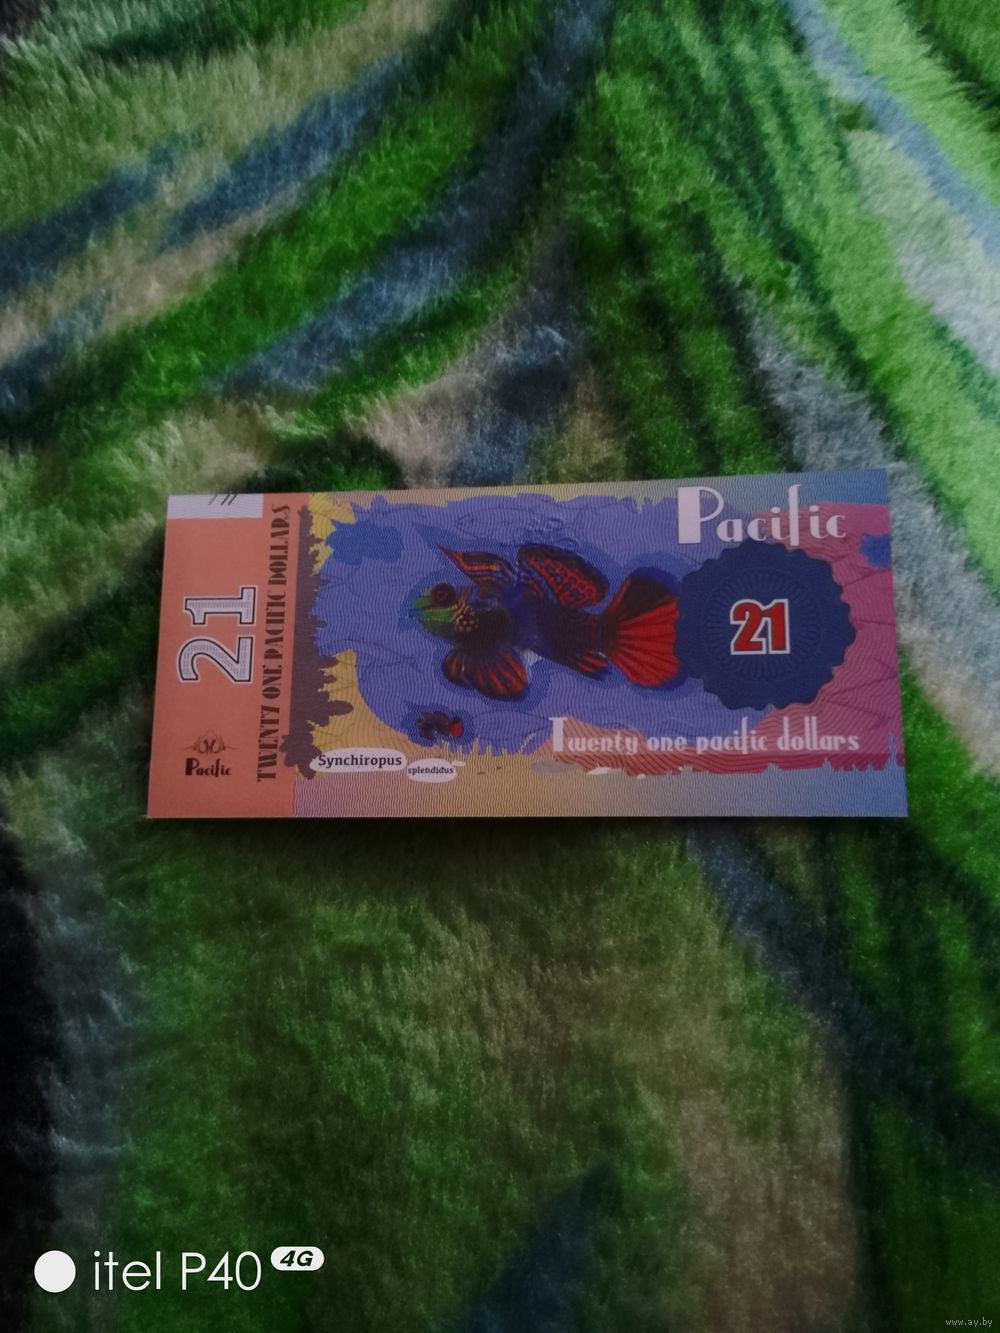 Pacific
21
TWENTY ONE PACIFIC DOLLARS
21
Twenty one pacific dollars
Pacific
Synchiropus
splendidus
itel P40 4G
www.ay.by